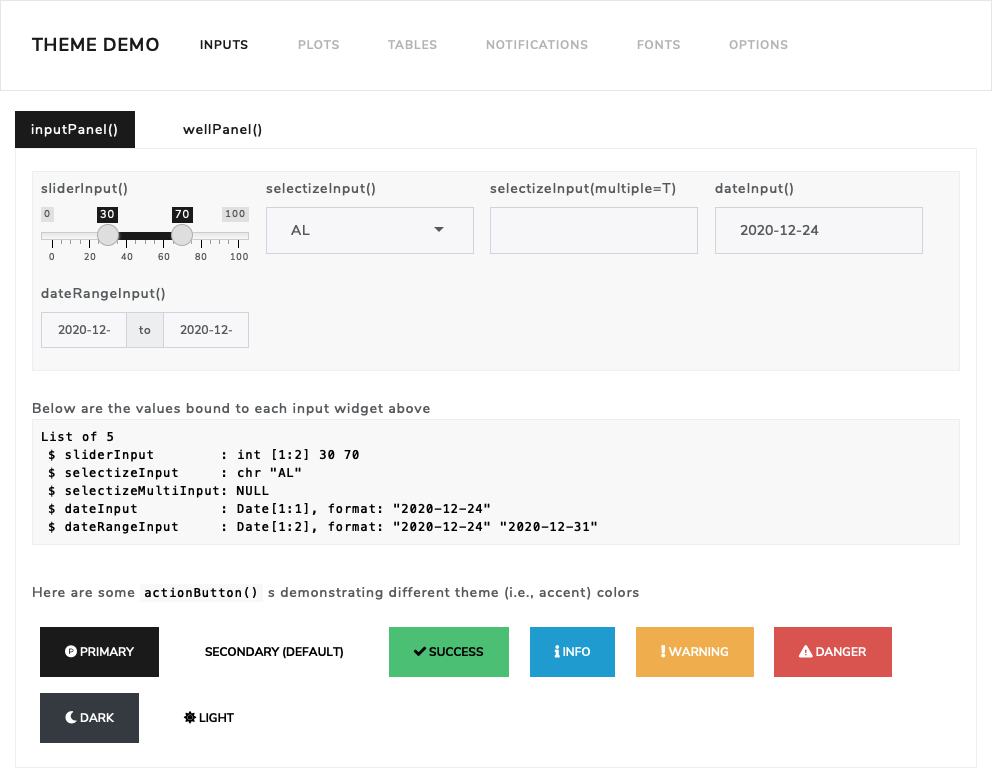 THEME DEMO INPUTS PLOTS TABLES NOTIFICATIONS FONTS OPTIONS
inputPanel() wellPanel()
sliderInput() selectizeInput() selectizeInput(multiple=T) dateInput()
0 30 70 100
AL 2020-12-24
0 20 40 60 80 100
dateRangeInput()
2020-12- to 2020-12-
Below are the values bound to each input widget above
List of 5
$ sliderInput : int [1:2] 30 70
$ selectizeInput : chr "AL"
$ selectizeMultiInput: NULL
$ dateInput : Date[1:1], format: "2020-12-24"
$ dateRangeInput : Date[1:2], format: "2020-12-24" "2020-12-31"
Here are some actionButton() s demonstrating different theme (i.e., accent) colors
PRIMARY SECONDARY (DEFAULT) SUCCESS INFO WARNING DANGER
DARK LIGHT